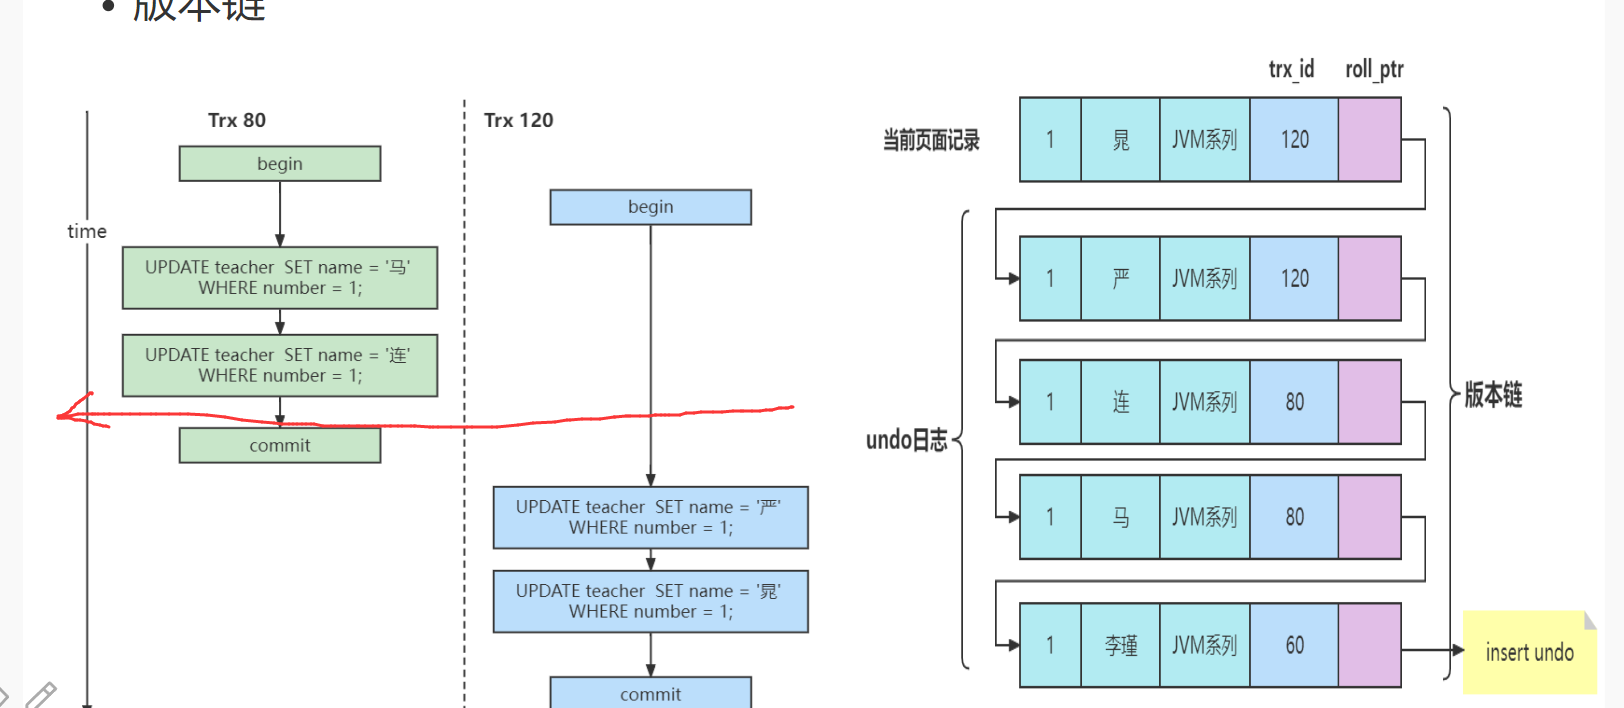 • 版本链
Trx 80
begin
time
UPDATE teacher SET name = '马'
WHERE number = 1;
UPDATE teacher SET name = '连'
WHERE number = 1;
commit
Trx 120
begin
UPDATE teacher SET name = '严'
WHERE number = 1;
UPDATE teacher SET name = '晁'
WHERE number = 1;
commit
trx_id roll_ptr
当前页面记录 1 晁 JVM系列 120
1 严 JVM系列 120
1 连 JVM系列 80
undo日志
版本链
1 马 JVM系列 80
1 李瑾 JVM系列 60
insert undo